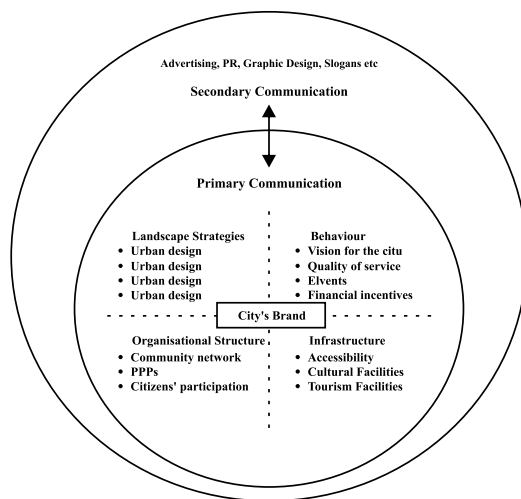 Advertising, PR, Graphic Design, Slogans etc
Secondary Communication
Primary Communication
Landscape Strategies
• Urban design
• Urban design
• Urban design
• Urban design
Behaviour
• Vision for the citu
• Quality of service
• Elvents
• Financial incentives
City's Brand
Organisational Structure
• Community network
• PPPs
• Citizens' participation
Infrastructure
• Accessibility
• Cultural Facilities
• Tourism Facilities